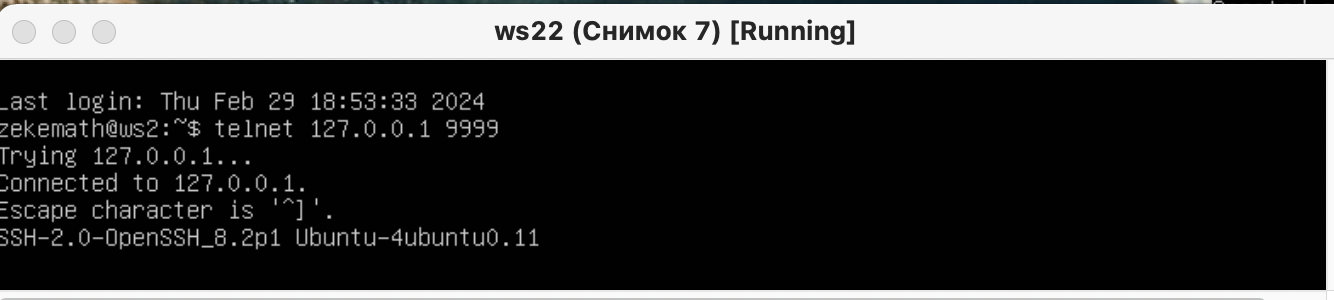 ws22 (Снимок 7) [Running]
Last login: Thu Feb 29 18:53:33 2024
zekemath@ws2:~$ telnet 127.0.0.1 9999
Trying 127.0.0.1...
Connected to 127.0.0.1.
Escape character is '^]'.
SSH-2.0-OpenSSH_8.2p1 Ubuntu-4ubuntu0.11